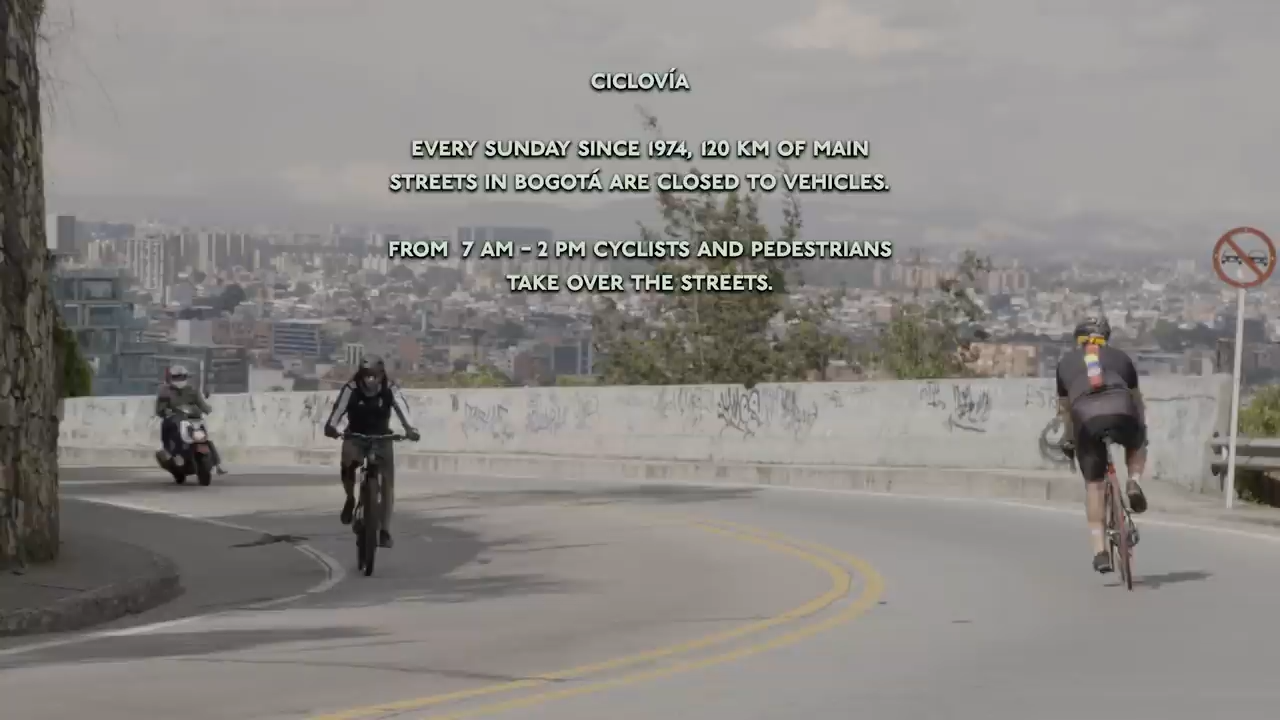 CICLOVÍA
EVERY SUNDAY SINCE 1974, 120 KM OF MAIN
STREETS IN BOGOTÁ ARE CLOSED TO VEHICLES.
FROM 7 AM - 2 PM CYCLISTS AND PEDESTRIANS
TAKE OVER THE STREETS.